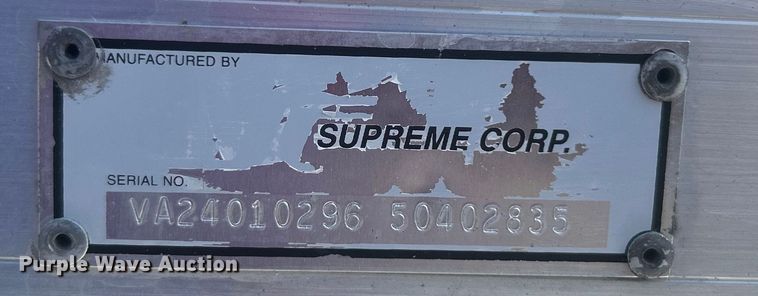 MANUFACTURED BY
SUPREME CORP.
SERIAL NO.
VA24010296 50402835
Purple Wave Auction